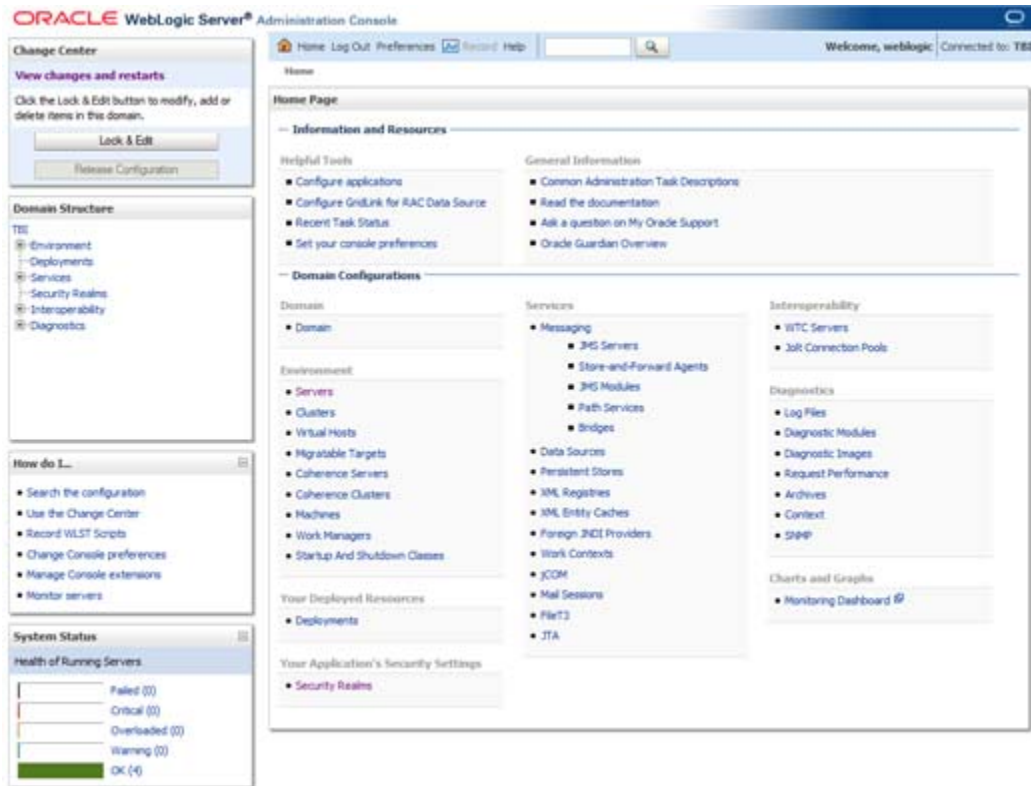 ORACLE WebLogic Server® Administration Console
Change Center
View changes and restarts
Click the Lock & Edit button to modify, add or
delete items in this domain.
Lock & Edit
Release Configuration
Domain Structure
Environment
Deployments
Services
Security Realms
Interoperability
Diagnostics
How do I...
Search the configuration
Use the Change Center
Record WLST Scripts
Change Console preferences
Manage Console extensions
Monitor servers
System Status
Health of Running Servers
Failed (0)
Critical (0)
Overloaded (0)
Warning (0)
OK (4)
Home Log Out Preferences Record Help
Welcome, weblogic Connected to:
Home
Home Page
Information and Resources
Helpful Tools
Configure applications
Configure GridLink for RAC Data Source
Recent Task Status
Set your console preferences
General Information
Common Administration Task Descriptions
Read the documentation
Ask a question on My Oracle Support
Oracle Guardian Overview
Domain Configurations
Domain
Domain
Environment
Servers
Clusters
Virtual Hosts
Migratable Targets
Coherence Servers
Coherence Clusters
Machines
Work Managers
Startup And Shutdown Classes
Your Deployed Resources
Deployments
Your Application's Security Settings
Security Realms
Services
Messaging
JMS Servers
Store-and-Forward Agents
JMS Modules
Path Services
Bridges
Data Sources
Persistent Stores
XML Registries
XML Entity Caches
Foreign JNDI Providers
Work Contexts
jCOM
Mail Sessions
FileT3
JTA
Interoperability
WTC Servers
Jolt Connection Pools
Diagnostics
Log Files
Diagnostic Modules
Diagnostic Images
Request Performance
Archives
Context
SNMP
Charts and Graphs
Monitoring Dashboard